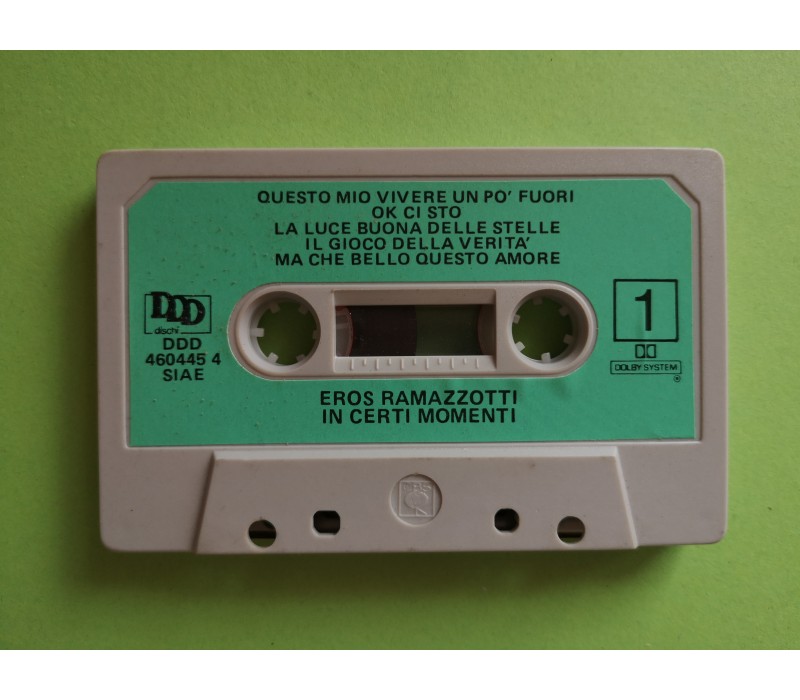 QUESTO MIO VIVERE UN PO' FUORI
OK CI STO
LA LUCE BUONA DELLE STELLE
IL GIOCO DELLA VERITA'
MA CHE BELLO QUESTO AMORE
DDD
dischi
DDD
460445 4
SIAE
1
DOLBY SYSTEM
®
EROS RAMAZZOTTI
IN CERTI MOMENTI